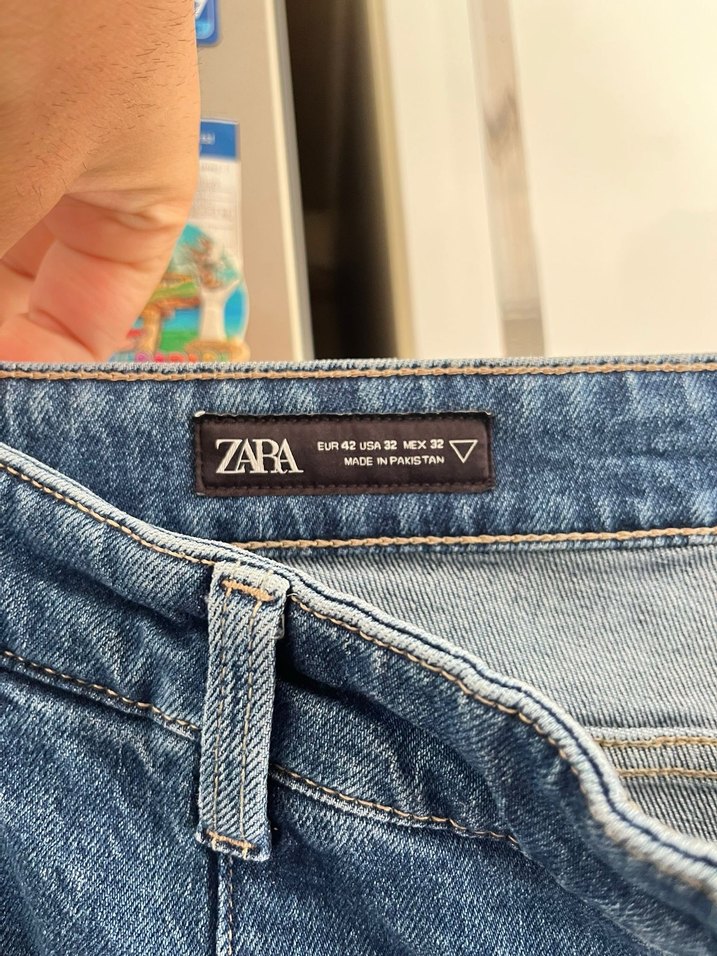 ZARA
EUR 42 USA 32 MEX 32
MADE IN PAKISTAN